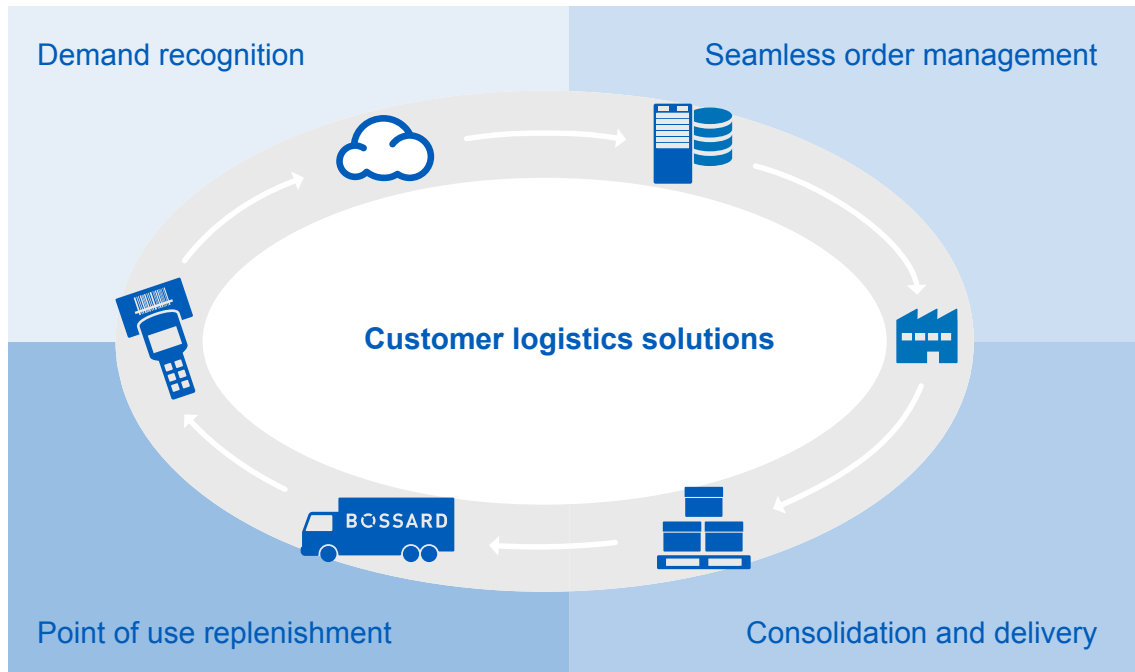 Demand recognition
Seamless order management
Customer logistics solutions
BOSSARD
Point of use replenishment
Consolidation and delivery